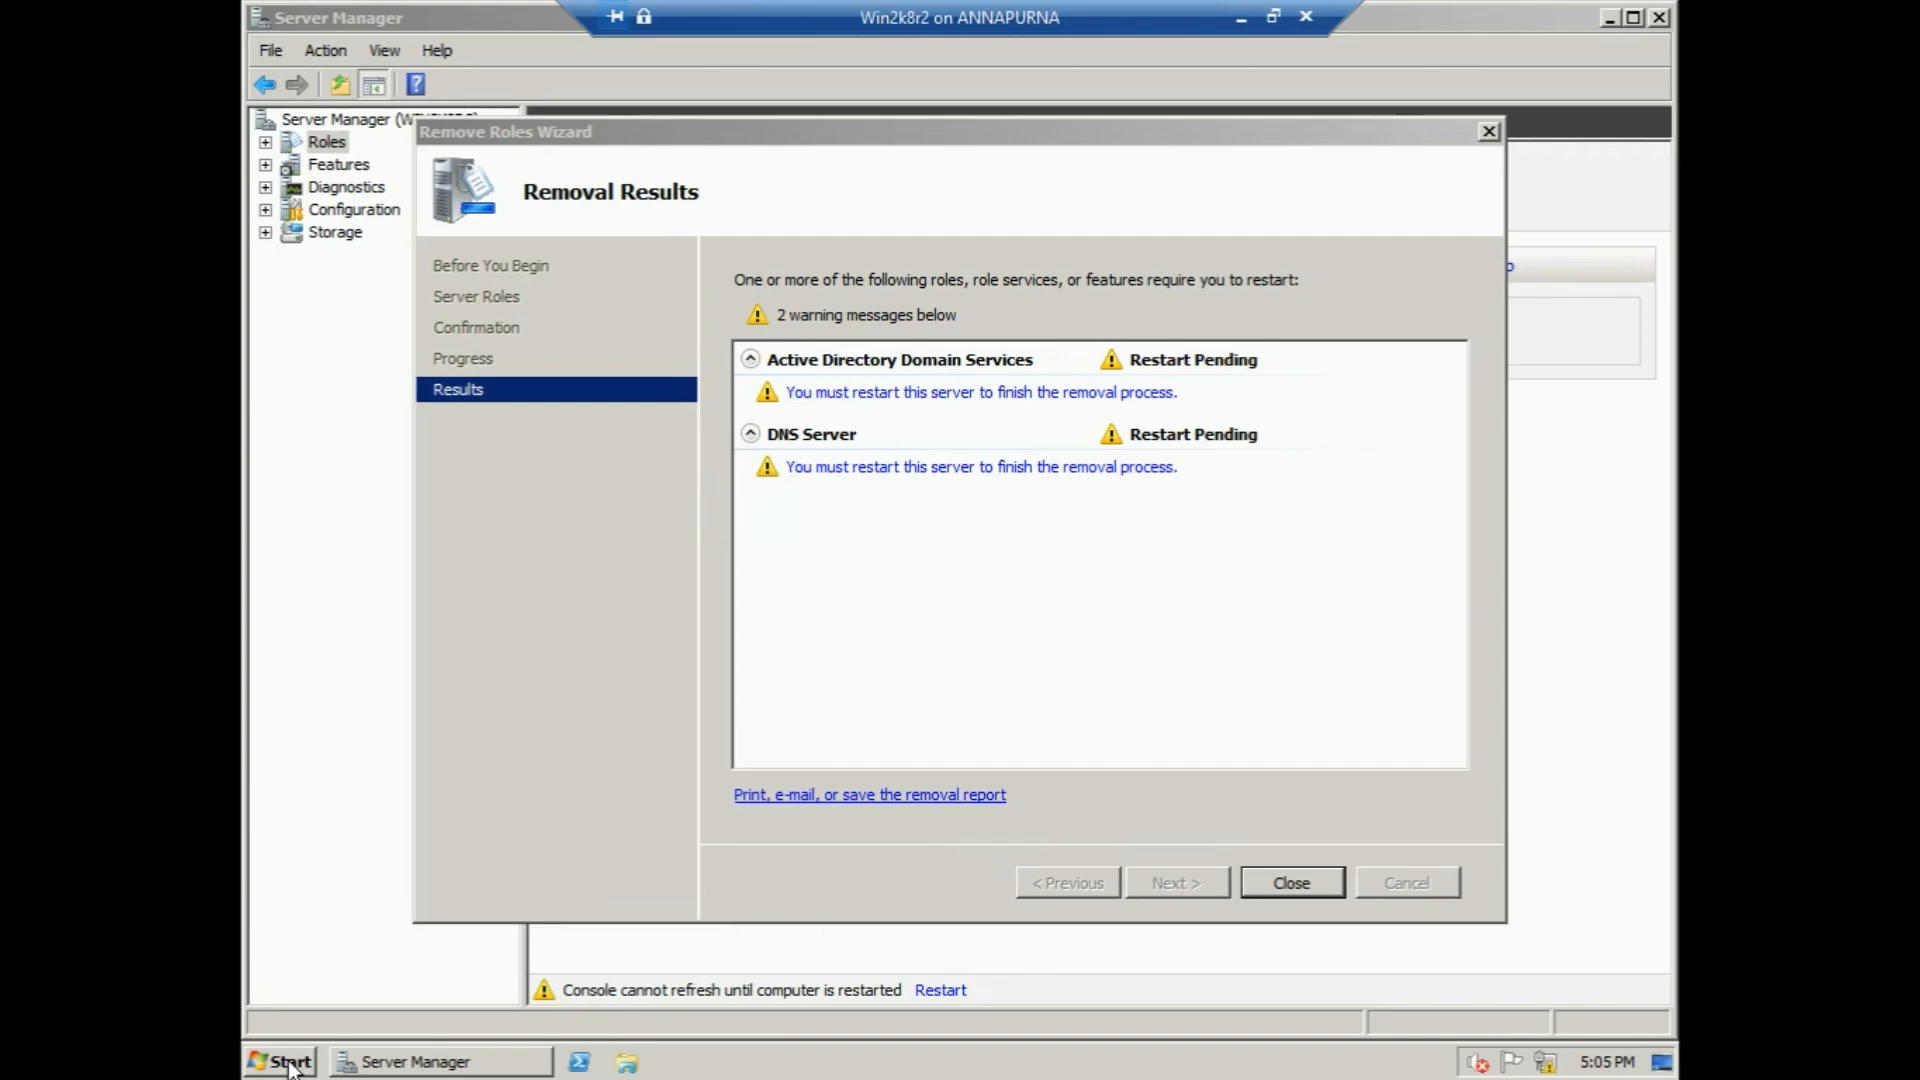 Server Manager
Win2k8r2 on ANNAPURNA
File Action View Help
Server Manager
Roles
Features
Diagnostics
Configuration
Storage
Remove Roles Wizard
Removal Results
Before You Begin
Server Roles
Confirmation
Progress
Results
One or more of the following roles, role services, or features require you to restart:
2 warning messages below
Active Directory Domain Services Restart Pending
You must restart this server to finish the removal process.
DNS Server Restart Pending
You must restart this server to finish the removal process.
Print, e-mail, or save the removal report
< Previous Next > Close Cancel
Console cannot refresh until computer is restarted Restart
Start Server Manager 5:05 PM